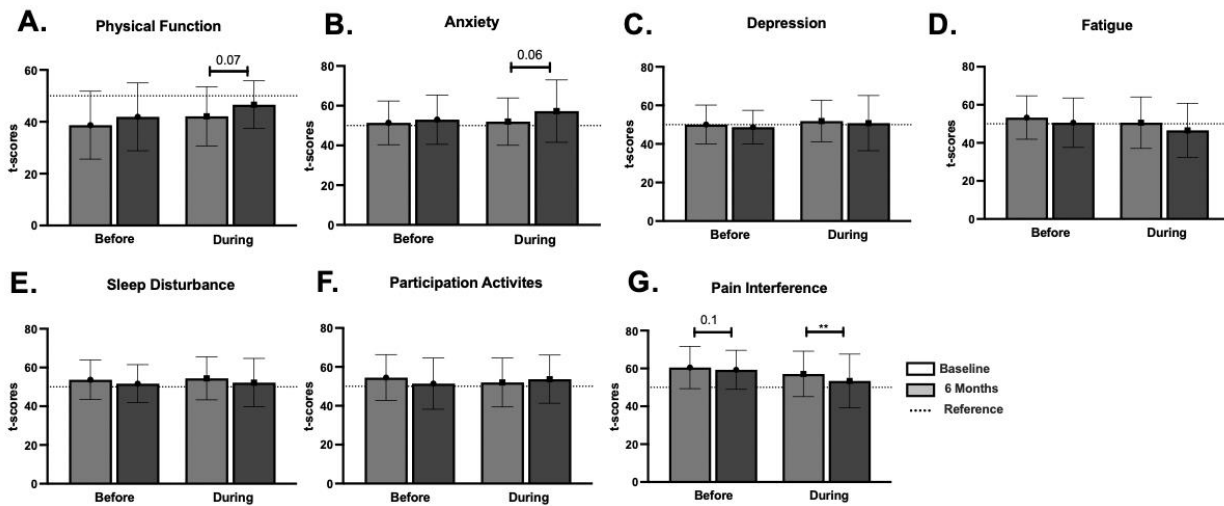 A.
Physical Function
0.07
60
40
20
0
t-scores
Before
During
B.
Anxiety
0.06
80
60
40
20
0
t-scores
Before
During
C.
Depression
80
60
40
20
0
t-scores
Before
During
D.
Fatigue
80
60
40
20
0
t-scores
Before
During
E.
Sleep Disturbance
80
60
40
20
0
t-scores
Before
During
F.
Participation Activites
80
60
40
20
0
t-scores
Before
During
G.
Pain Interference
0.1
**
80
60
40
20
0
t-scores
Before
During
Baseline
6 Months
Reference